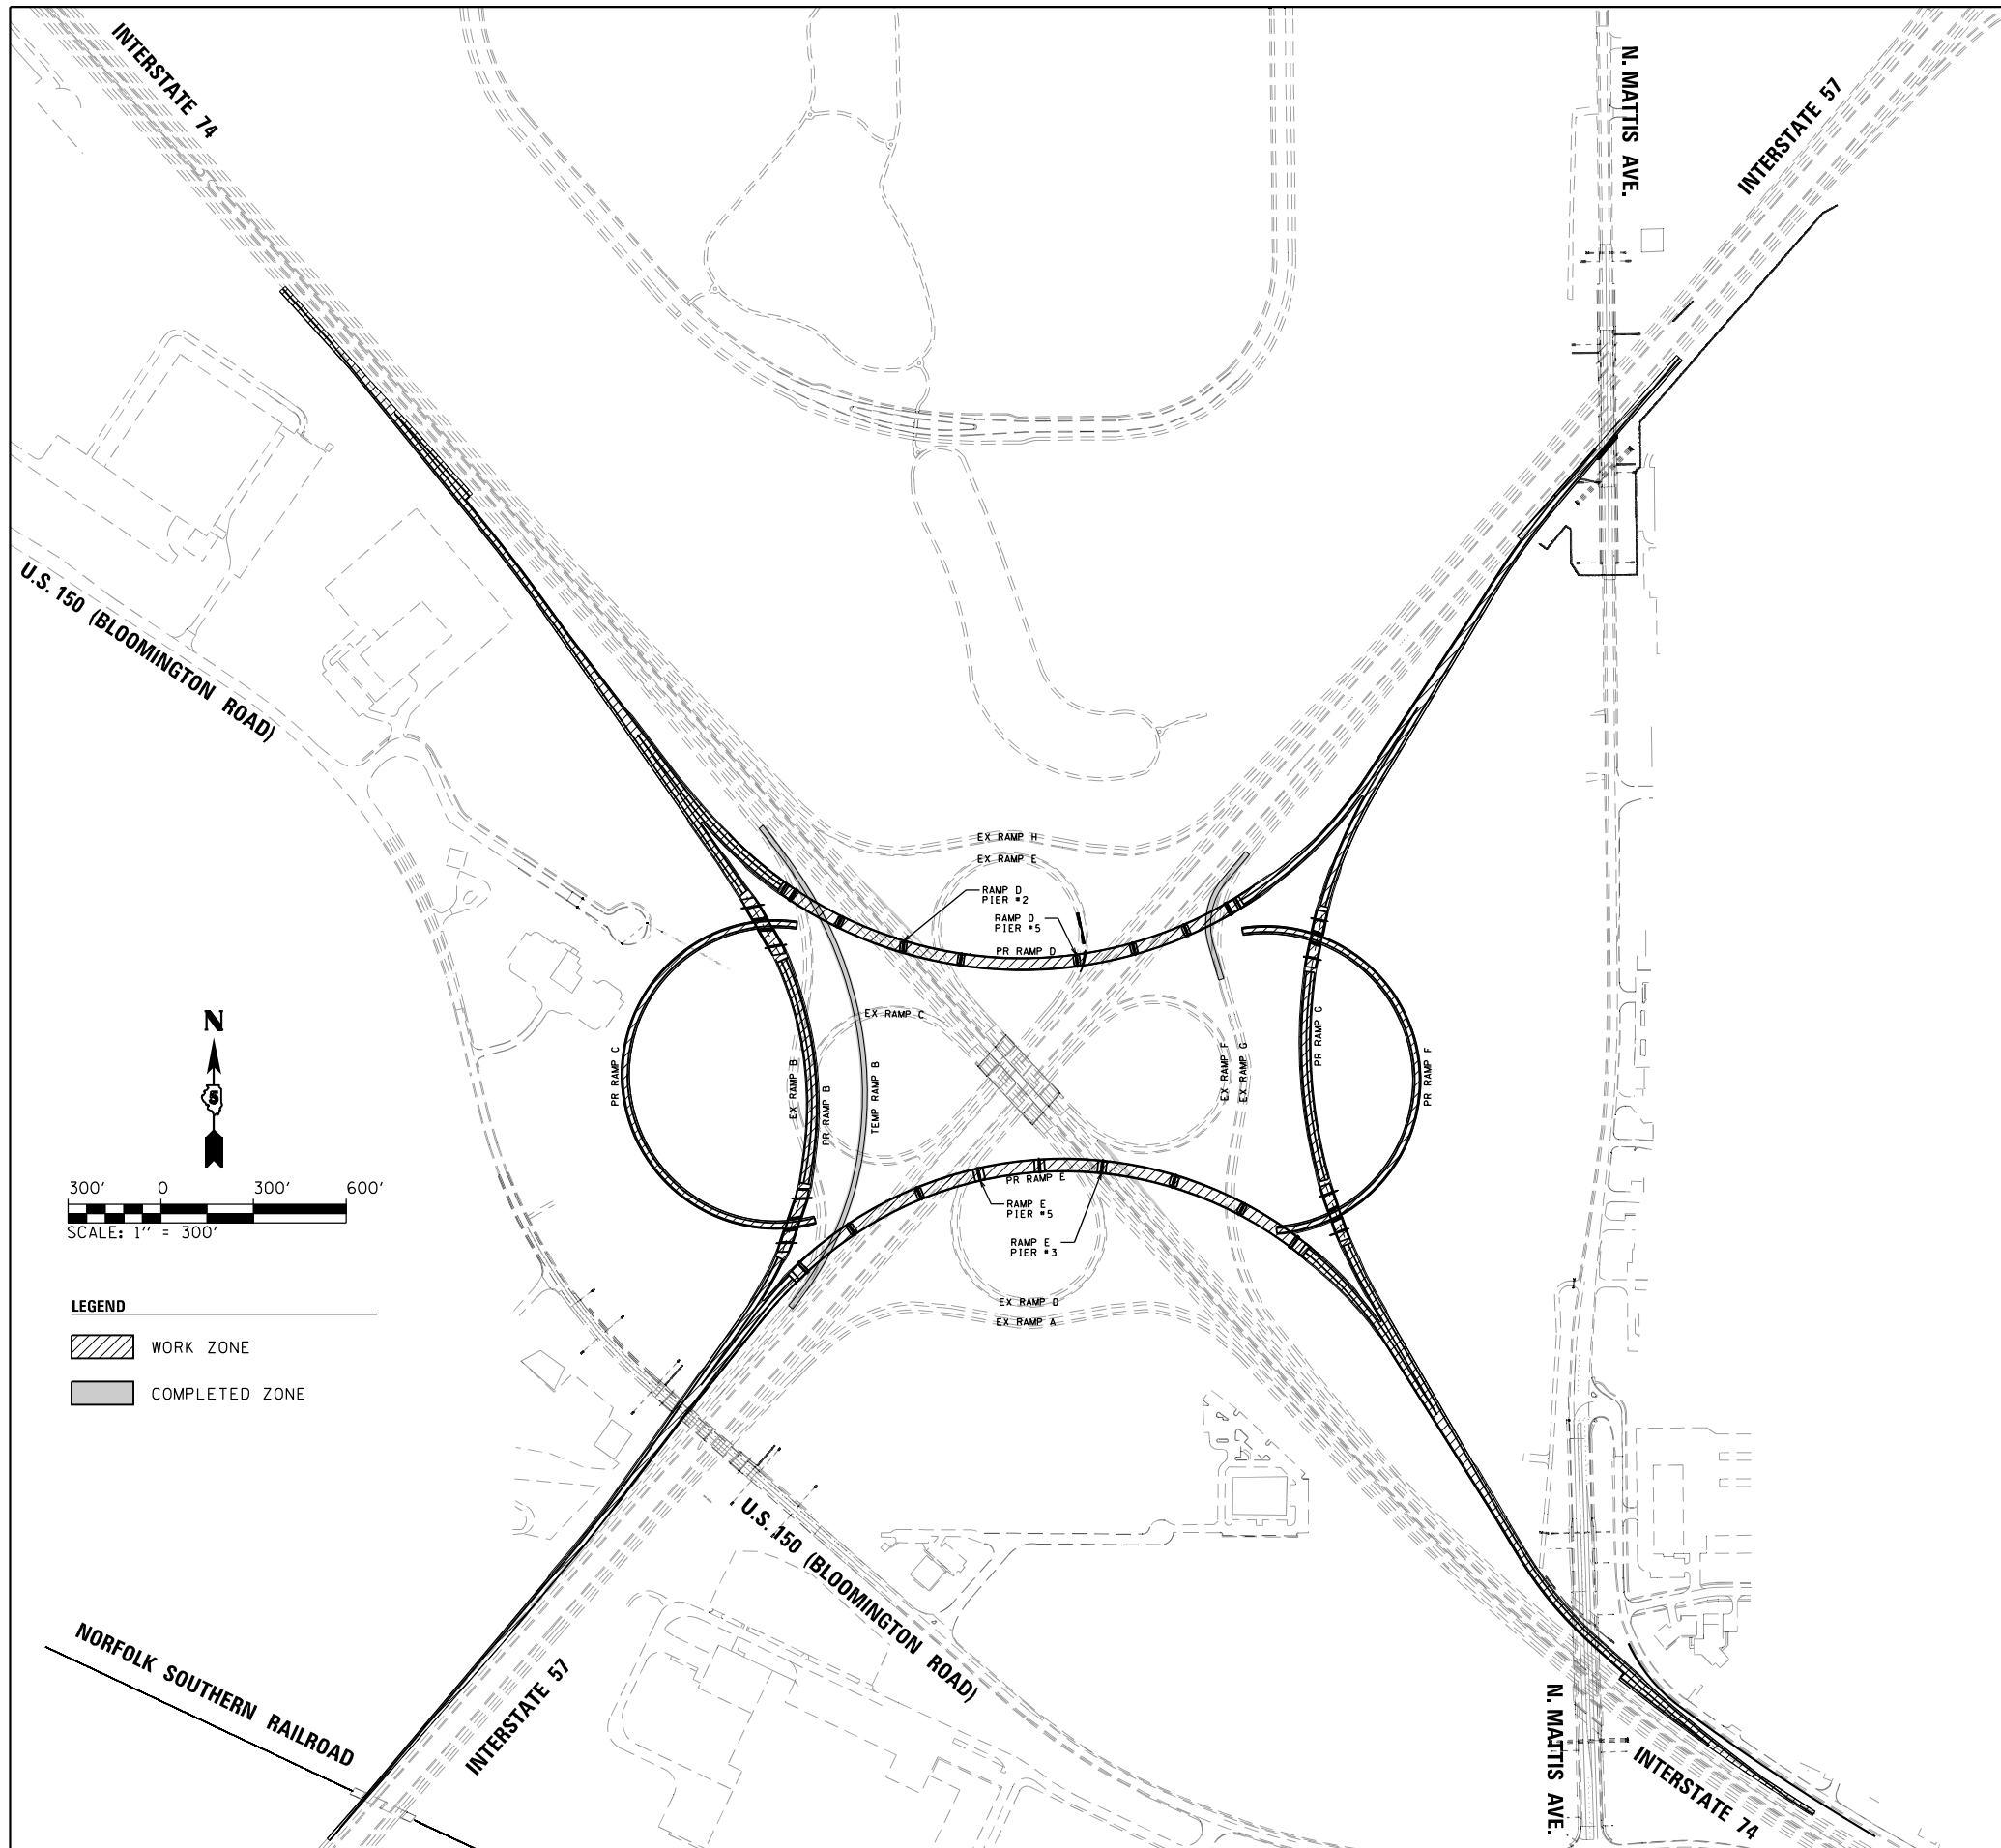 INTERSTATE 74
N. MATTIS AVE.
INTERSTATE 57
U.S. 150 (BLOOMINGTON ROAD)
EX RAMP H
EX RAMP E
RAMP D
PIER #2
RAMP D
PIER #5
PR RAMP D
EX RAMP C
PR RAMP C
EX RAMP B
PR RAMP B
TEMP RAMP B
EX RAMP F
EX RAMP G
PR RAMP G
PR RAMP F
N
5
300' 0 300' 600'
SCALE: 1" = 300'
PR RAMP E
RAMP E
PIER #5
RAMP E
PIER #3
EX RAMP D
EX RAMP A
LEGEND
WORK ZONE
COMPLETED ZONE
U.S. 150 (BLOOMINGTON ROAD)
NORFOLK SOUTHERN RAILROAD
INTERSTATE 57
N. MATTIS AVE.
INTERSTATE 74